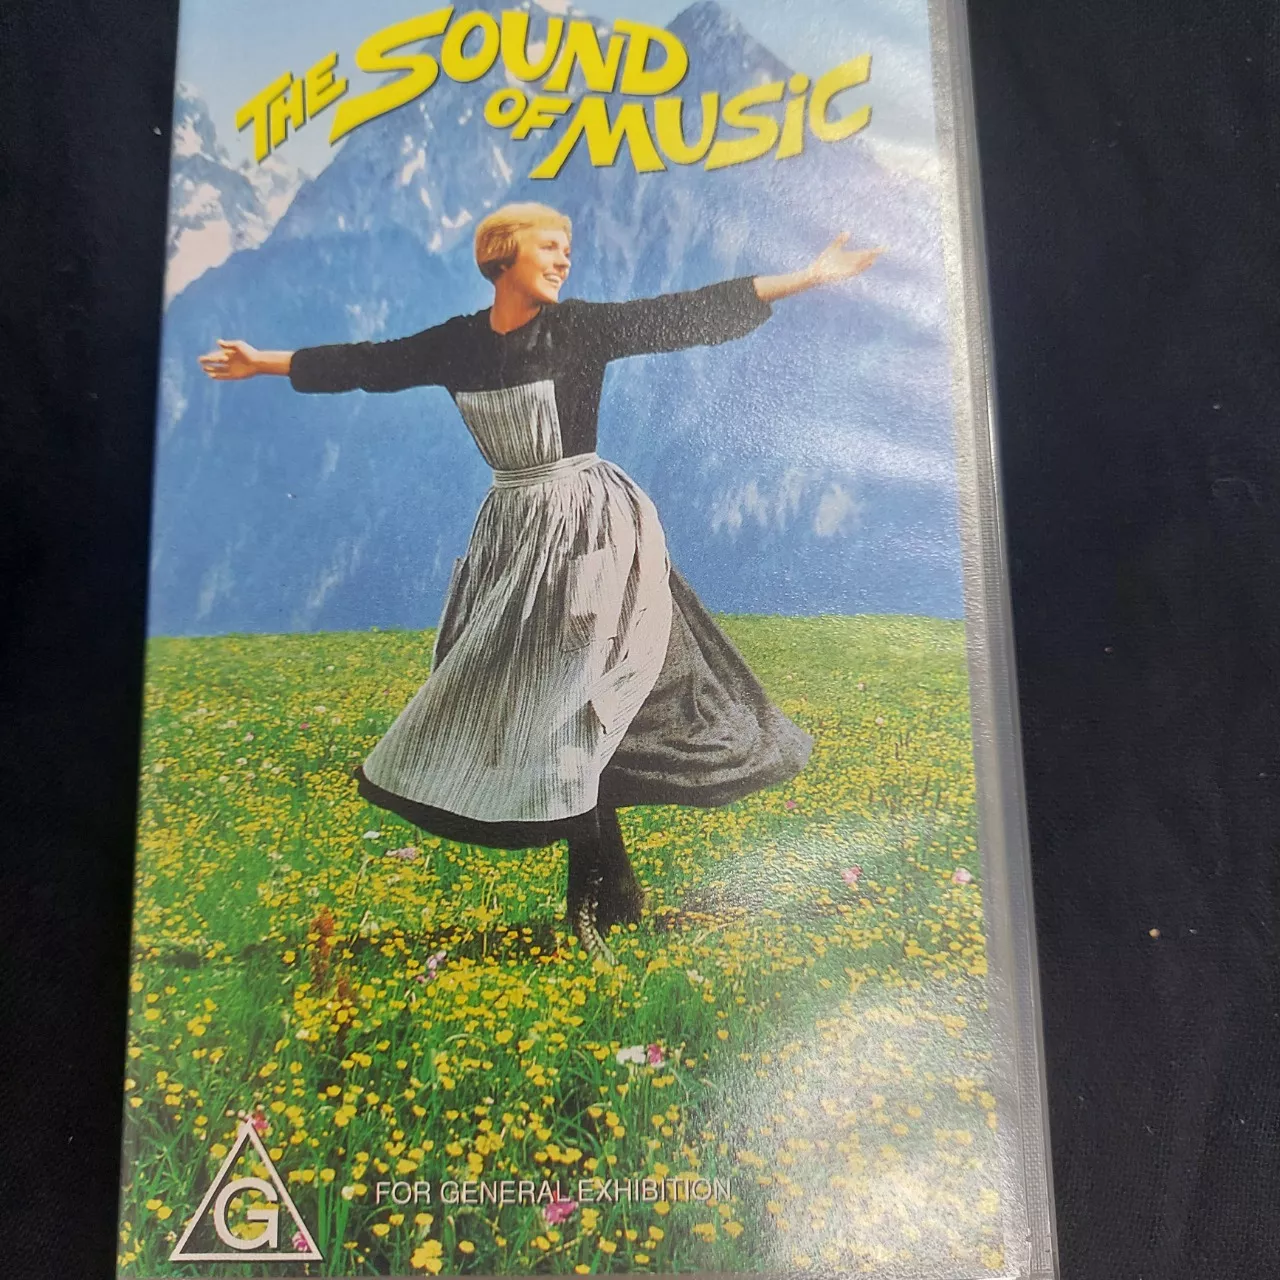 THE SOUND
OF MUSiC
G
FOR GENERAL EXHIBITION